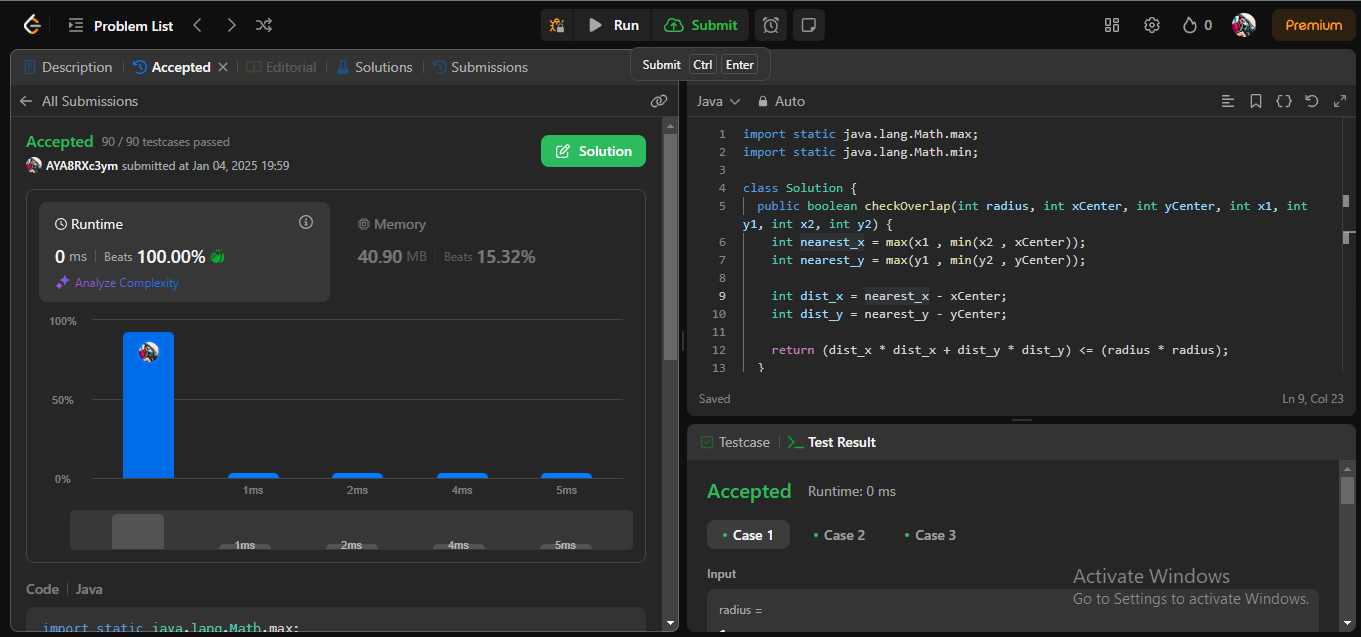 Problem List
Run
Submit
0
Premium
Description
Accepted
Editorial
Solutions
Submissions
Submit Ctrl Enter
All Submissions
Accepted 90 / 90 testcases passed
AYA8RXc3ym submitted at Jan 04, 2025 19:59
Solution
Runtime
0 ms Beats 100.00%
Analyze Complexity
Memory
40.90 MB Beats 15.32%
100%
50%
0%
1ms 2ms 4ms 5ms
1ms 2ms 4ms 5ms
Code Java
import static java.lang.Math.max;
Java Auto
1 import static java.lang.Math.max;
2 import static java.lang.Math.min;
3
4 class Solution {
5 public boolean checkOverlap(int radius, int xCenter, int yCenter, int x1, int
y1, int x2, int y2) {
6 int nearest_x = max(x1 , min(x2 , xCenter));
7 int nearest_y = max(y1 , min(y2 , yCenter));
8
9 int dist_x = nearest_x - xCenter;
10 int dist_y = nearest_y - yCenter;
11
12 return (dist_x * dist_x + dist_y * dist_y) <= (radius * radius);
13 }
Saved
Ln 9, Col 23
Testcase
Test Result
Accepted Runtime: 0 ms
Case 1
Case 2
Case 3
Input
radius =
Activate Windows
Go to Settings to activate Windows.